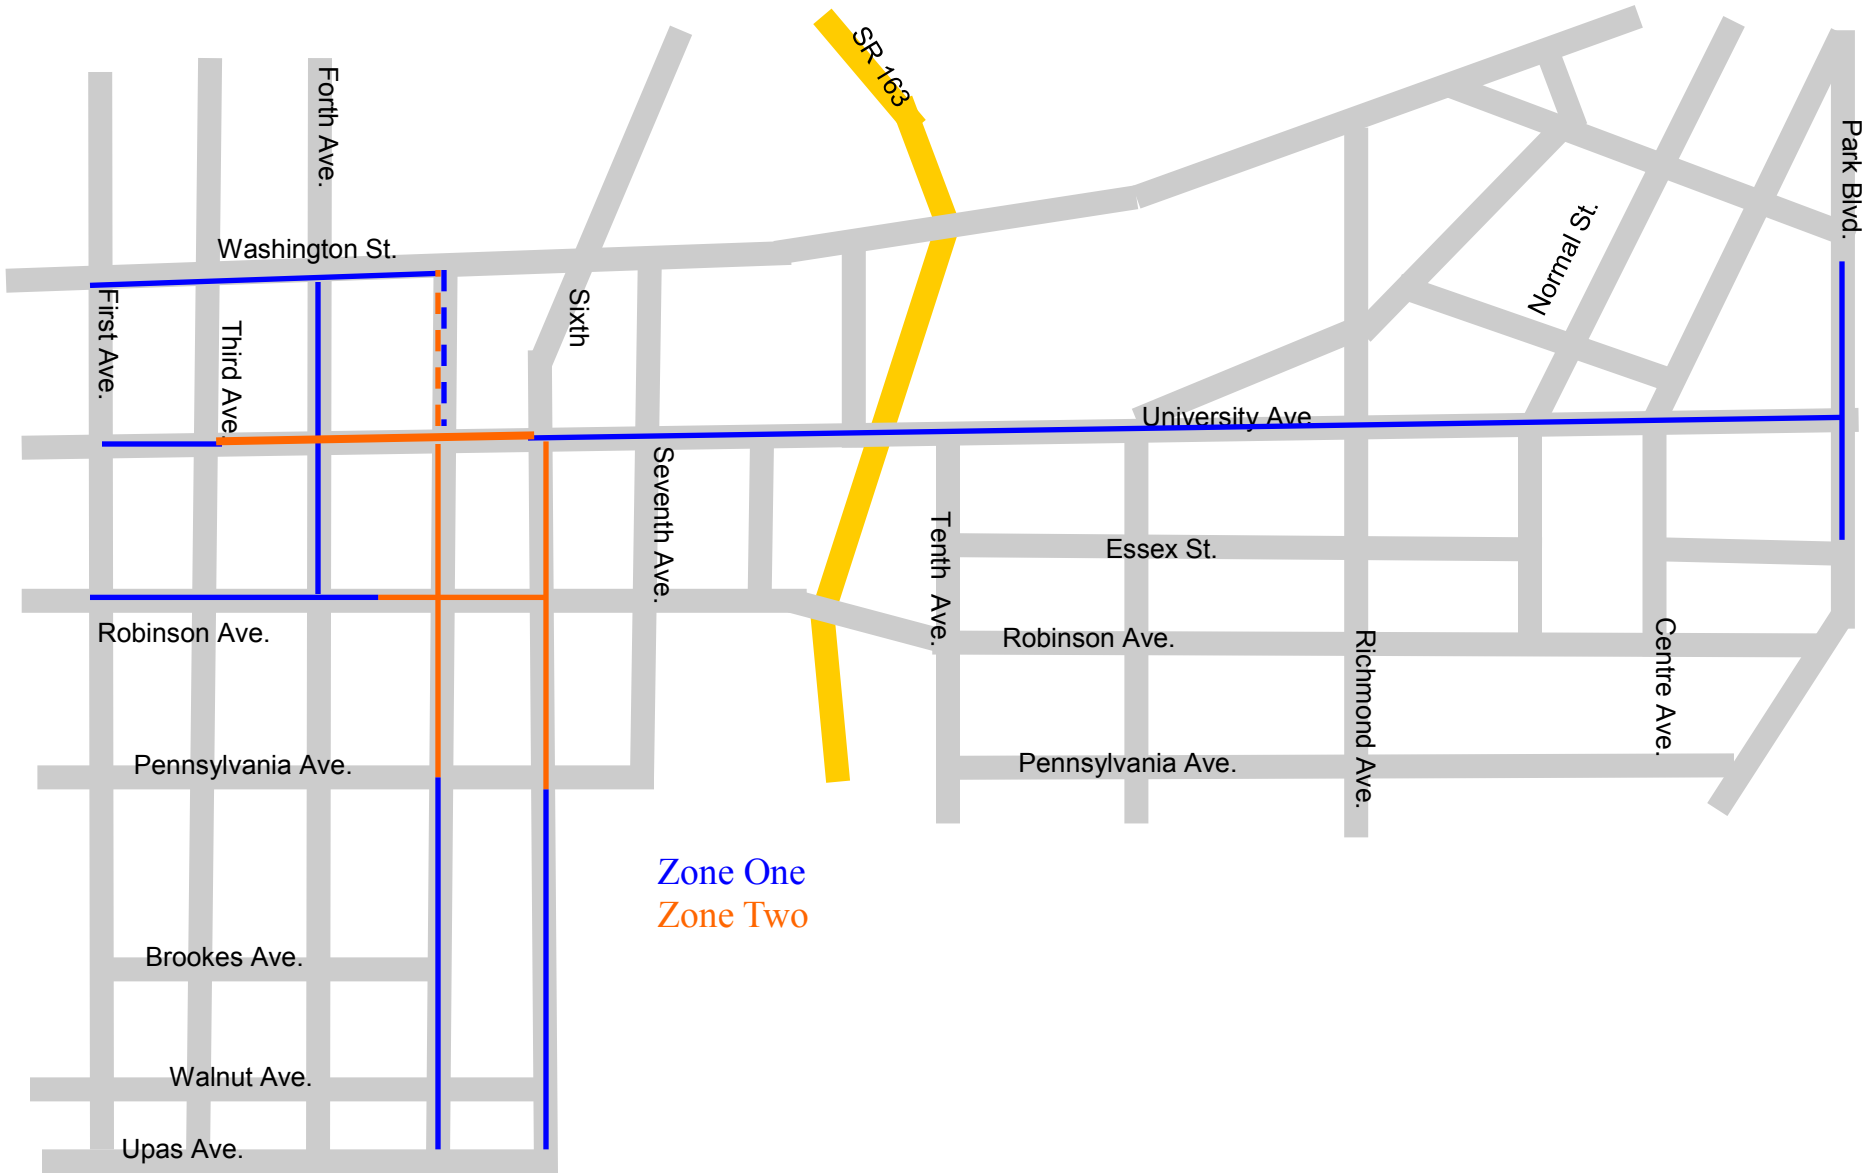 SR 163
Forth Ave.
Park Blvd.
Washington St.
Normal St.
First Ave.
Third Ave.
Sixth
University Ave
Seventh Ave.
Tenth Ave.
Essex St.
Robinson Ave.
Robinson Ave.
Richmond Ave.
Centre Ave.
Pennsylvania Ave.
Pennsylvania Ave.
Zone One
Zone Two
Brookes Ave.
Walnut Ave.
Upas Ave.